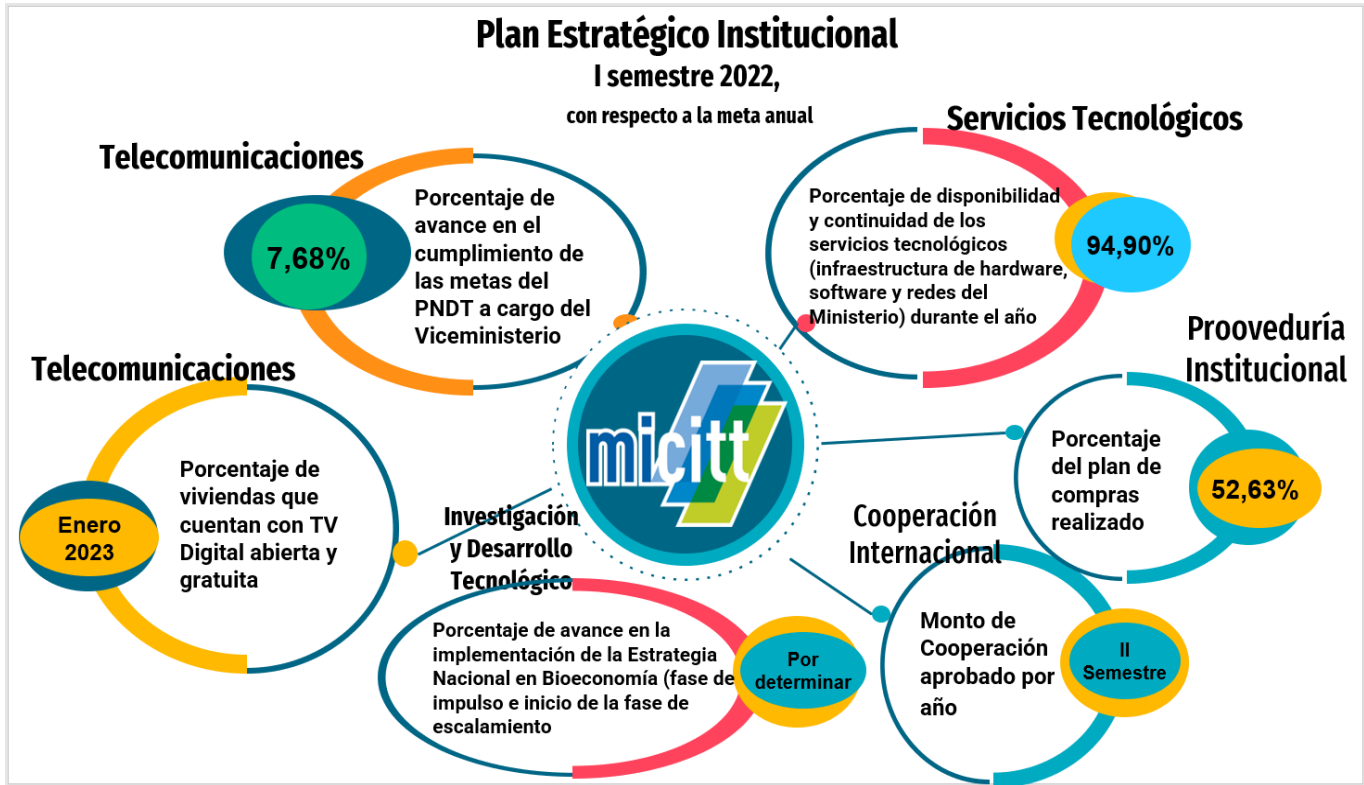 Plan Estratégico Institucional
I semestre 2022,
con respecto a la meta anual
Telecomunicaciones
7,68%
Porcentaje de
avance en el
cumplimiento de
las metas del
PNDT a cargo del
Viceministerio
Servicios Tecnológicos
Porcentaje de disponibilidad
y continuidad de los
servicios tecnológicos
(infraestructura de hardware,
software y redes del
Ministerio) durante el año
94,90%
Telecomunicaciones
Enero
2023
Porcentaje de
viviendas que
cuentan con TV
Digital abierta y
gratuita
micitt
Prooveduría
Institucional
Porcentaje
del plan de
compras
realizado
52,63%
Investigación
y Desarrollo
Tecnológico
Porcentaje de avance en la
implementación de la Estrategia
Nacional en Bioeconomía (fase de
impulso e inicio de la fase de
escalamiento
Por
determinar
Cooperación
Internacional
Monto de
Cooperación
aprobado por
año
II
Semestre